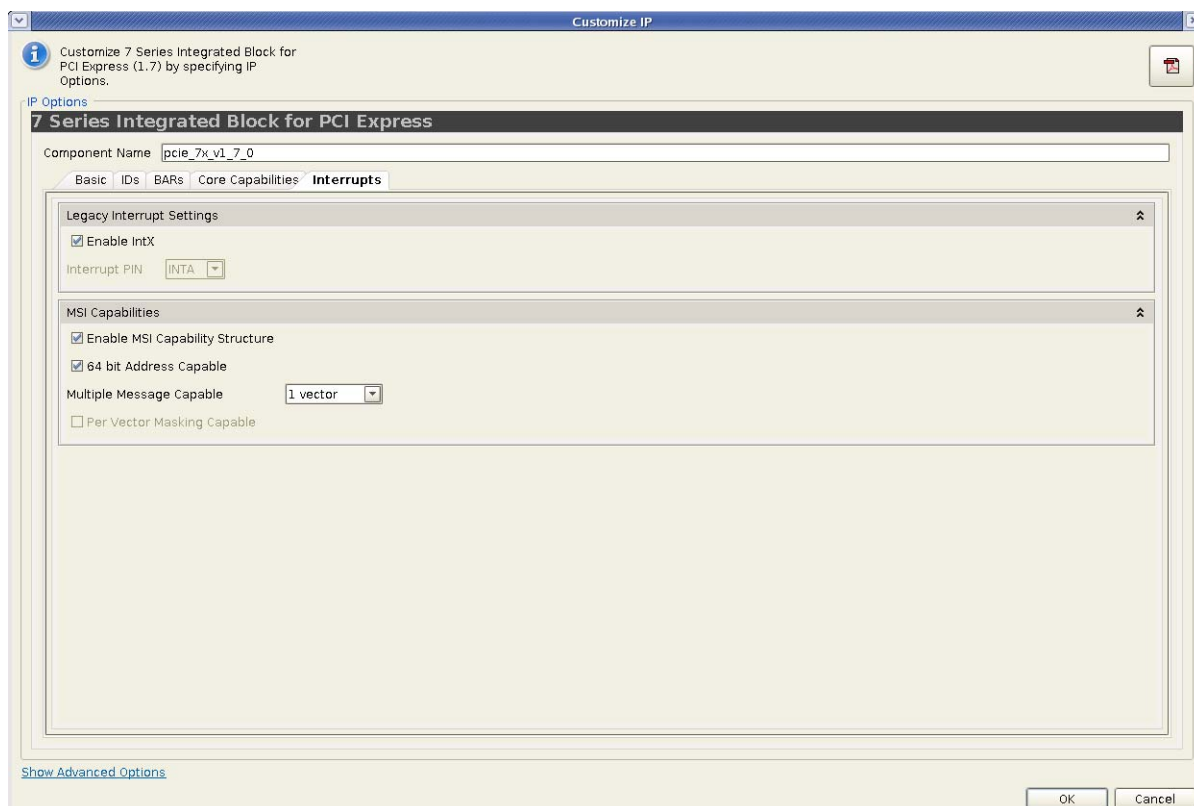 Customize IP
Customize 7 Series Integrated Block for
PCI Express (1.7) by specifying IP
Options.
IP Options
7 Series Integrated Block for PCI Express
Component Name pcie_7x_v1_7_0
Basic IDs BARs Core Capabilities Interrupts
Legacy Interrupt Settings
Enable IntX
Interrupt PIN INTA
MSI Capabilities
Enable MSI Capability Structure
64 bit Address Capable
Multiple Message Capable 1 vector
Per Vector Masking Capable
Show Advanced Options
OK Cancel